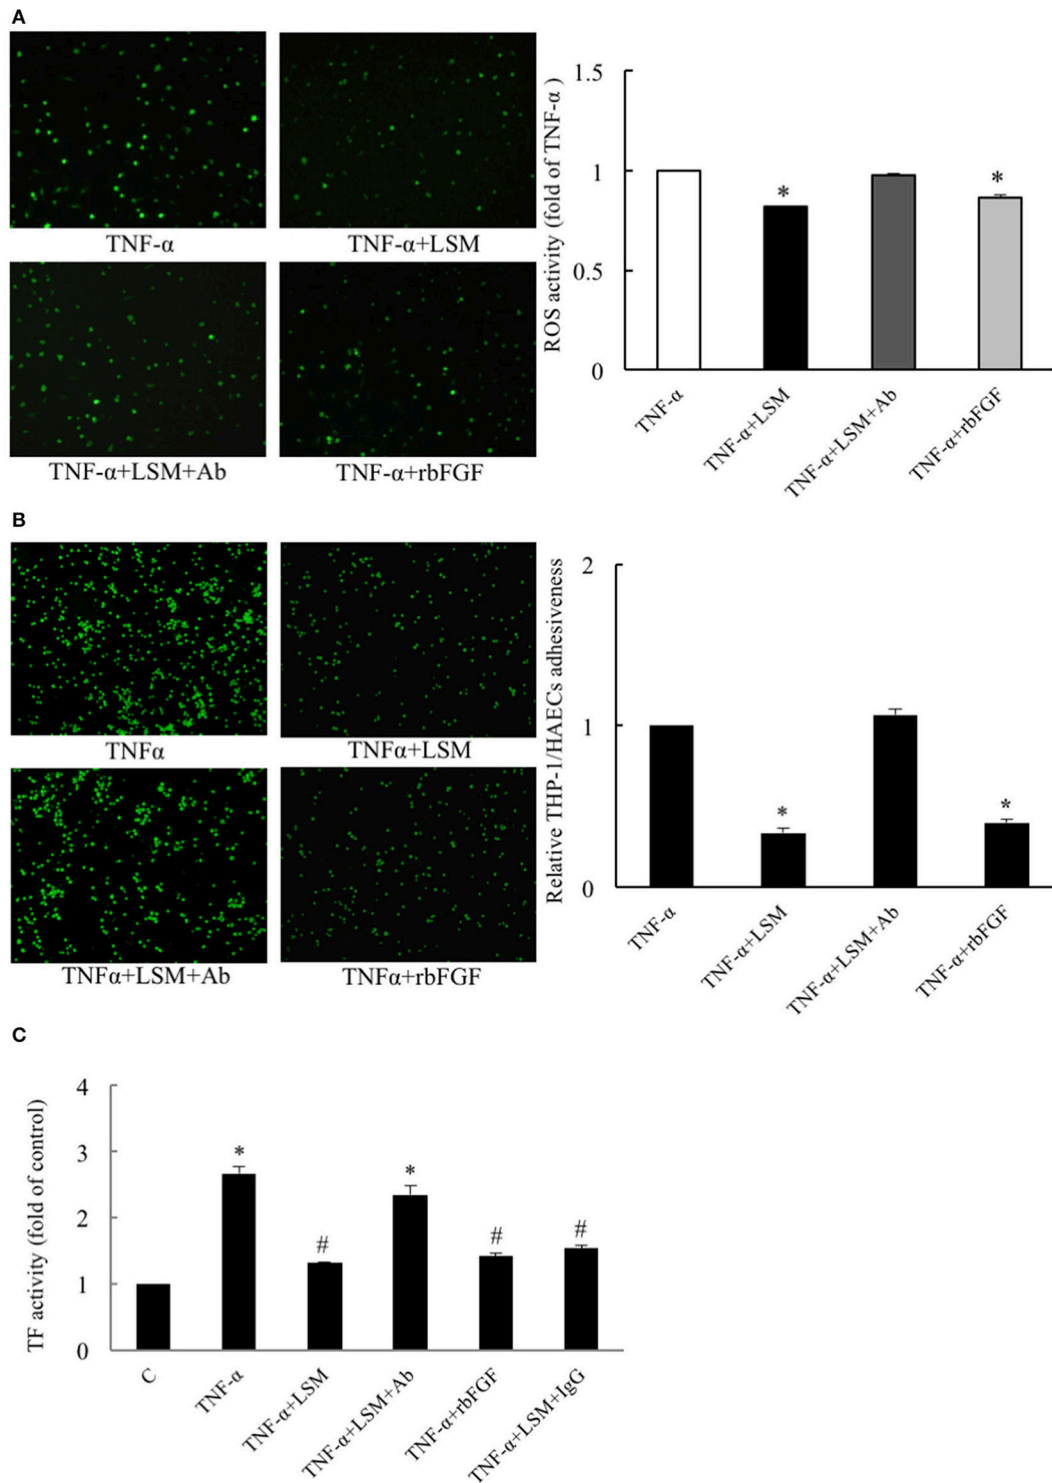 A
TNF-α
TNF-α+LSM
TNF-α+LSM+Ab
TNF-α+rbFGF
ROS activity (fold of TNF-α )
1.5
1
0.5
0
*
*
TNF-α
TNF-α+LSM
TNF-α+LSM+Ab
TNF-α+rbFGF
B
TNFα
TNFα+LSM
TNFα+LSM+Ab
TNFα+rbFGF
Relative THP-1/HAECs adhesiveness
2
1
0
*
*
TNF-α
TNF-α+LSM
TNF-α+LSM+Ab
TNF-α+rbFGF
C
TF activity (fold of control)
4
3
2
1
0
*
#
*
#
#
C
TNF-α
TNF-α+LSM
TNF-α+LSM+Ab
TNF-α+rbFGF
TNF-α+LSM+IgG